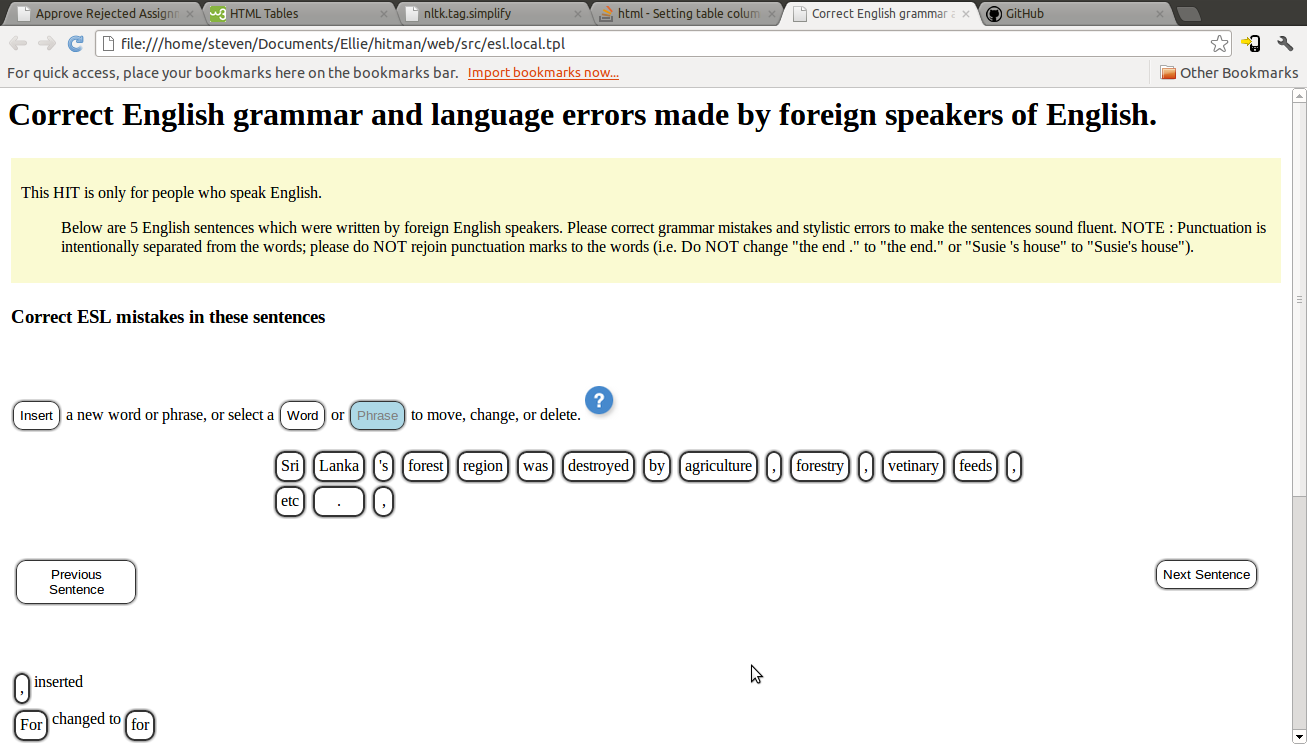 Approve Rejected Assignm
HTML Tables
nltk.tag.simplify
html - Setting table colum
Correct English grammar a
GitHub
file:///home/steven/Documents/Ellie/hitman/web/src/esl.local.tpl
For quick access, place your bookmarks here on the bookmarks bar. Import bookmarks now... Other Bookmarks
Correct English grammar and language errors made by foreign speakers of English.
This HIT is only for people who speak English.
Below are 5 English sentences which were written by foreign English speakers. Please correct grammar mistakes and stylistic errors to make the sentences sound fluent. NOTE : Punctuation is
intentionally separated from the words; please do NOT rejoin punctuation marks to the words (i.e. Do NOT change "the end ." to "the end." or "Susie 's house" to "Susie's house").
Correct ESL mistakes in these sentences
Insert a new word or phrase, or select a Word or Phrase to move, change, or delete. ?
Sri Lanka 's forest region was destroyed by agriculture , forestry , vetinary feeds ,
etc . ,
Previous
Sentence
Next Sentence
, inserted
For changed to for